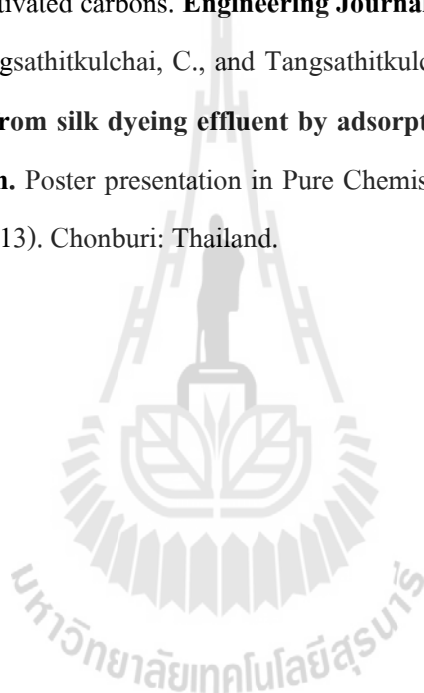 tivated carbons. Engineering Journal
gsathitkulchai, C., and Tangsathitkulc
rom silk dyeing effluent by adsorpt
n. Poster presentation in Pure Chemis
13). Chonburi: Thailand.
มหาวิทยาลัยเทคโนโลยีสุรนารี